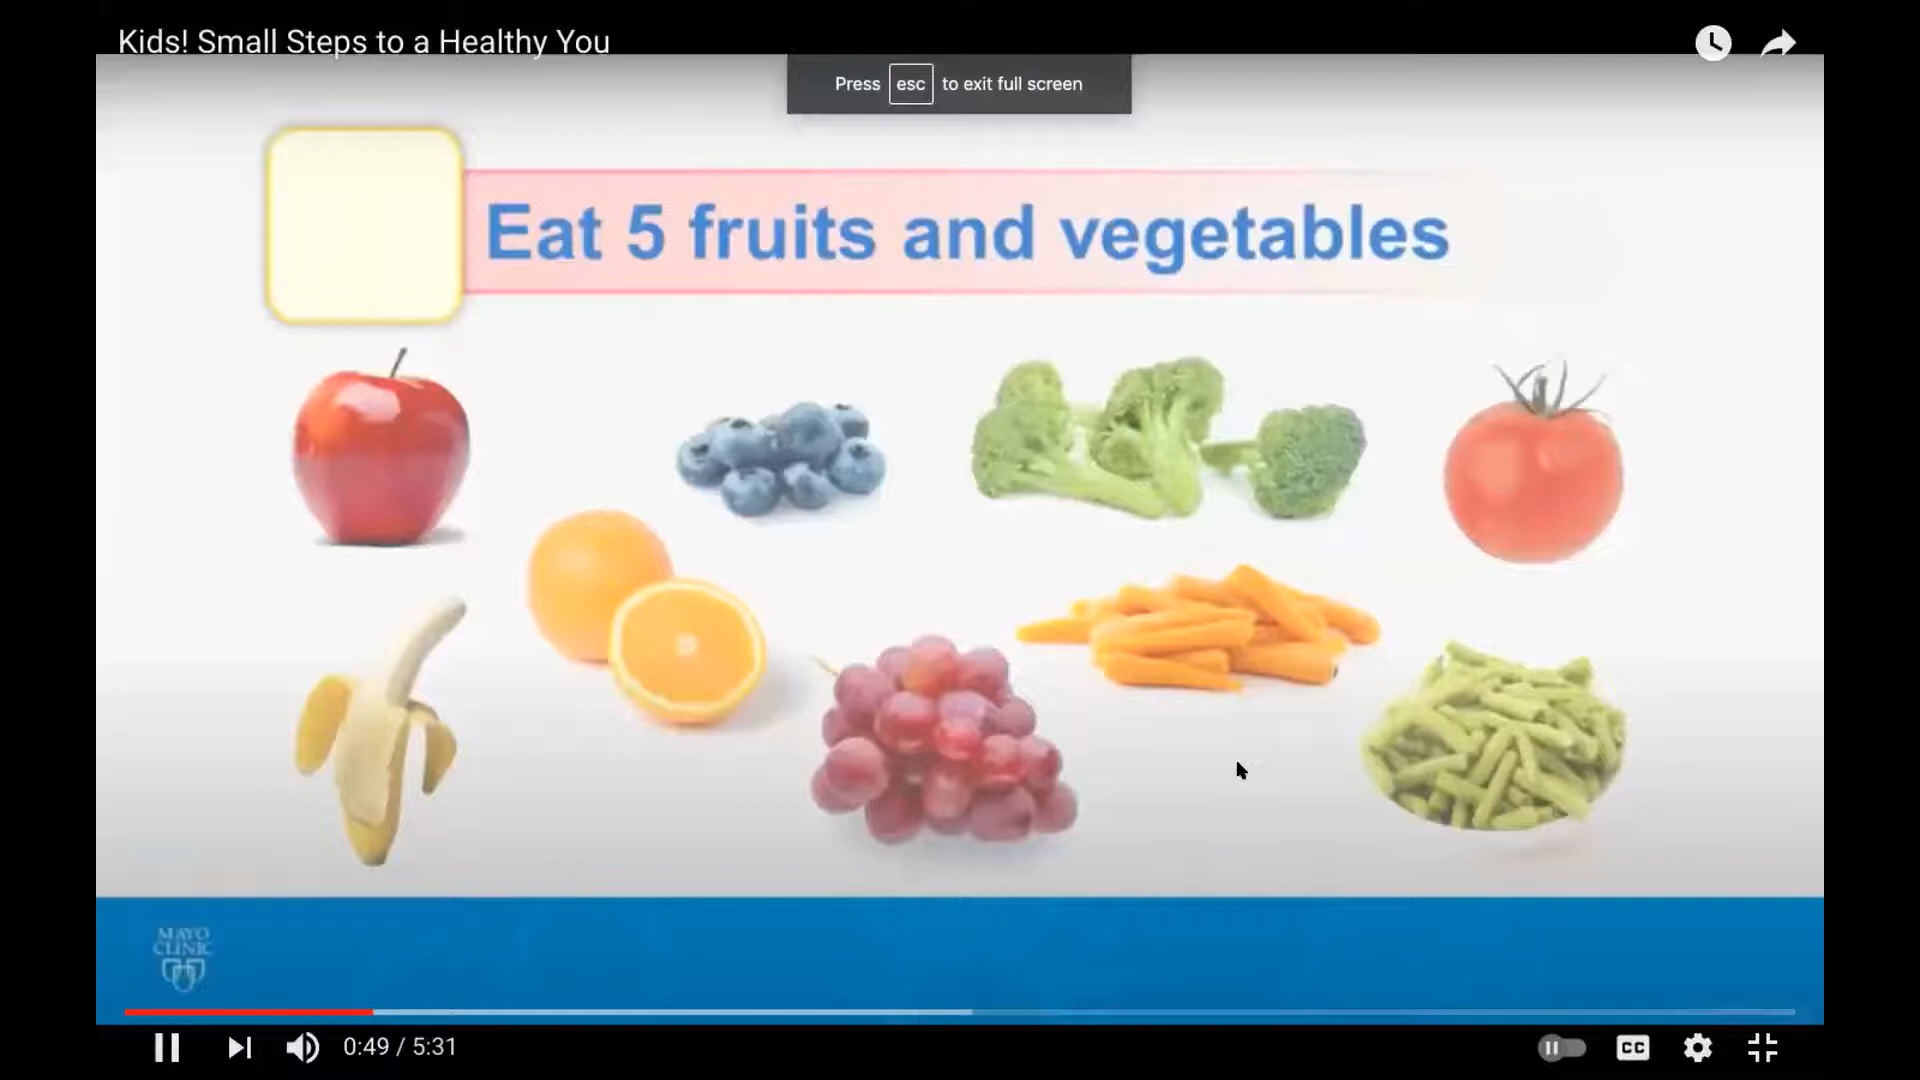 Kids! Small Steps to a Healthy You
Press esc to exit full screen
Eat 5 fruits and vegetables
MAYO
CLINIC
0:49 / 5:31
CC